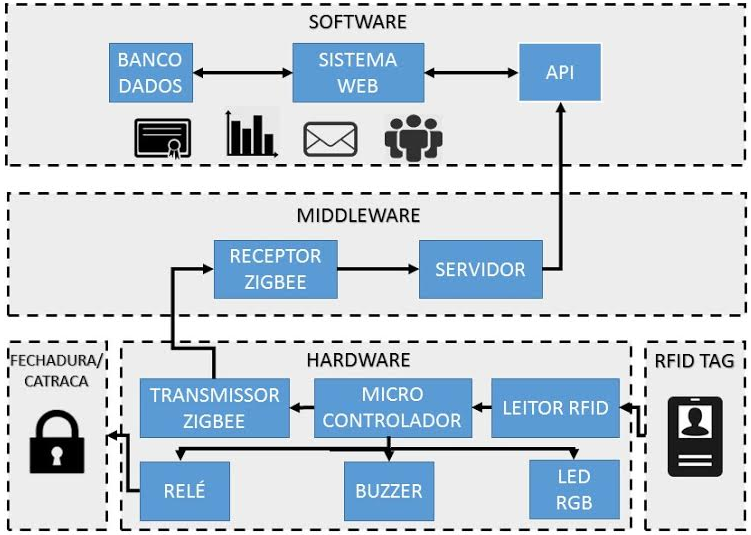 SOFTWARE
BANCO
DADOS
SISTEMA
WEB
API
MIDDLEWARE
RECEPTOR
ZIGBEE
SERVIDOR
FECHADURA/
CATRACA
HARDWARE
TRANSMISSOR
ZIGBEE
MICRO
CONTROLADOR
LEITOR RFID
RELÉ
BUZZER
LED
RGB
RFID TAG